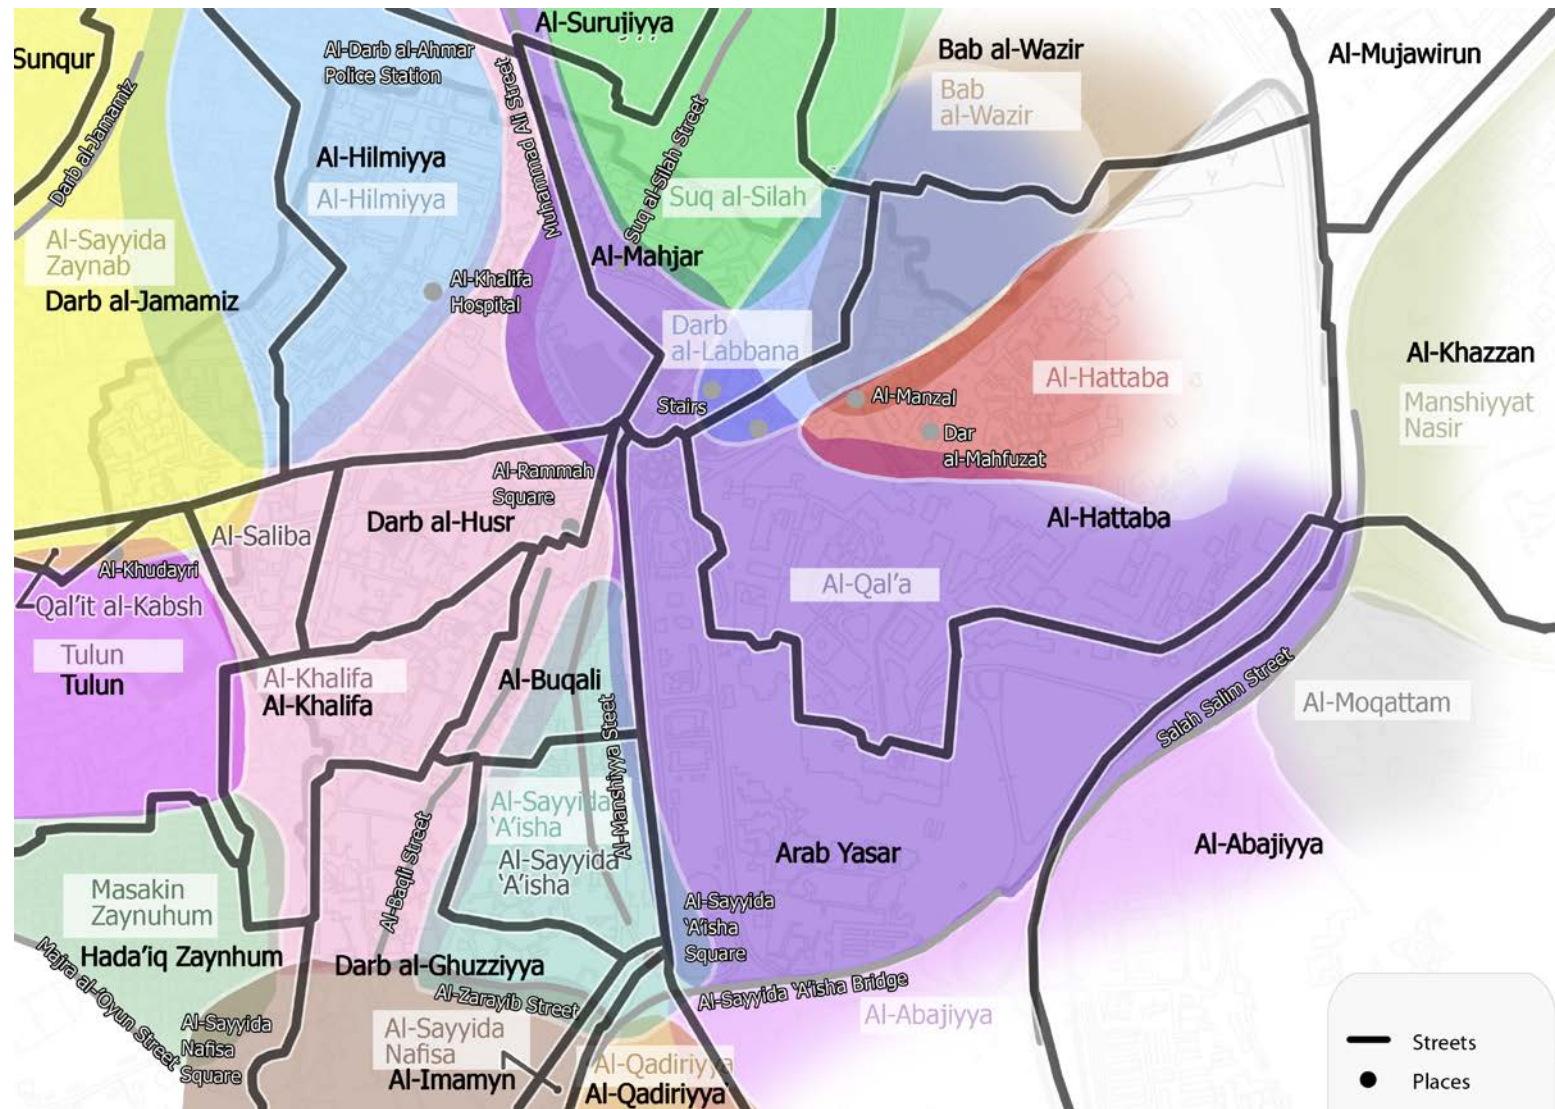 Al-Surujiyya
Sunqur
Al-Darb al-Ahmar
Police Station
Bab al-Wazir
Al-Mujawirun
Bab
al-Wazir
Darb al-Jamamiz
Muhammad Ali Street
Suq al-Silah Street
Al-Hilmiyya
Al-Hilmiyya
Suq al-Silah
Al-Sayyida
Zaynab
Darb al-Jamamiz
Al-Mahjar
Al-Khalifa
Hospital
Darb
al-Labbana
Al-Khazzan
Al-Hattaba
Manshiyyat
Nasir
Stairs
Al-Manzal
Dar
al-Mahfuzat
Al-Rammah
Square
Darb al-Husr
Al-Hattaba
Al-Saliba
Al-Khudayri
Qal’it al-Kabsh
Al-Qal’a
Tulun
Tulun
Al-Khalifa
Al-Khalifa
Al-Buqali
Al-Manshiyya Steet
Salah Salim Street
Al-Moqattam
Al-Sayyida
‘A’isha
Al-Sayyida
‘A’isha
Al-Baqli Street
Arab Yasar
Al-Abajiyya
Masakin
Zaynuhum
Al-Sayyida
‘A’isha
Square
Hada’iq Zaynhum
Darb al-Ghuzziyya
Majra al-‘Oyun Street
Al-Zarayib Street
Al-Sayyida ‘A’isha Bridge
Al-Abajiyya
Al-Sayyida
Nafisa
Square
Al-Sayyida
Nafisa
Al-Imamyn
Al-Qadiriyya
Al-Qadiriyya
Streets
Places